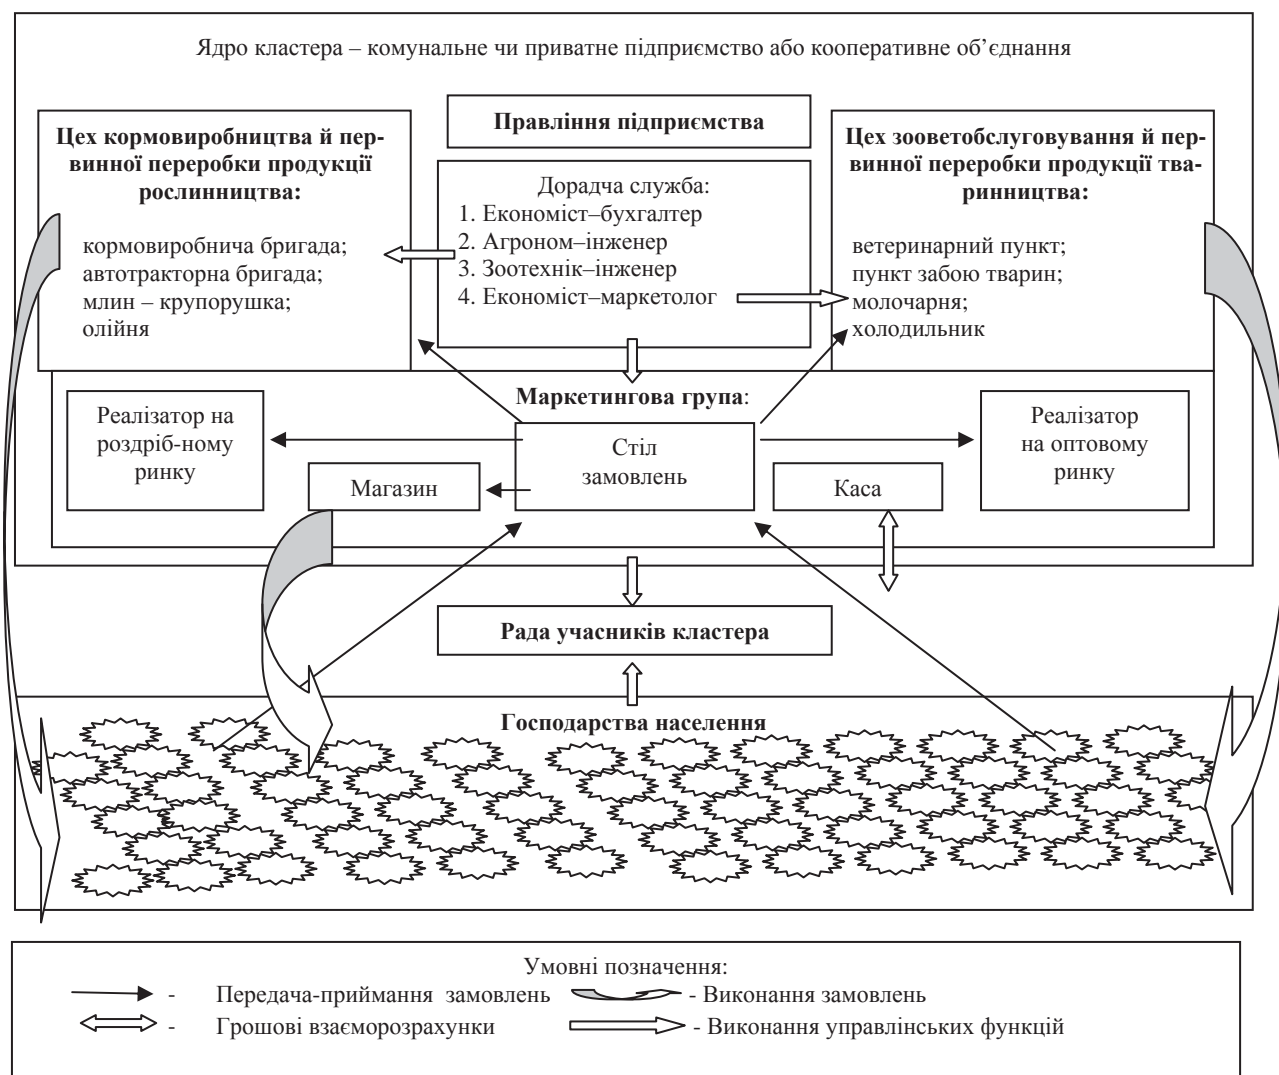 Ядро кластера – комунальне чи приватне підприємство або кооперативне об’єднання
Цех кормовиробництва й пер-
винної переробки продукції
рослинництва:
кормовиробнича бригада;
автотракторна бригада;
млин – крупорушка;
олійня
Правління підприємства
Дорадча служба:
1. Економіст–бухгалтер
2. Агроном–інженер
3. Зоотехнік–інженер
4. Економіст–маркетолог
Цех зооветобслуговування й пер-
винної переробки продукції тва-
ринництва:
ветеринарний пункт;
пункт забою тварин;
молочарня;
холодильник
Маркетингова група:
Реалізатор на
роздріб-ному
ринку
Магазин
Стіл
замовлень
Каса
Реалізатор
на оптовому
ринку
Рада учасників кластера
Господарства населення
Умовні позначення:
- Передача-приймання замовлень
- Виконання замовлень
- Грошові взаєморозрахунки
- Виконання управлінських функцій